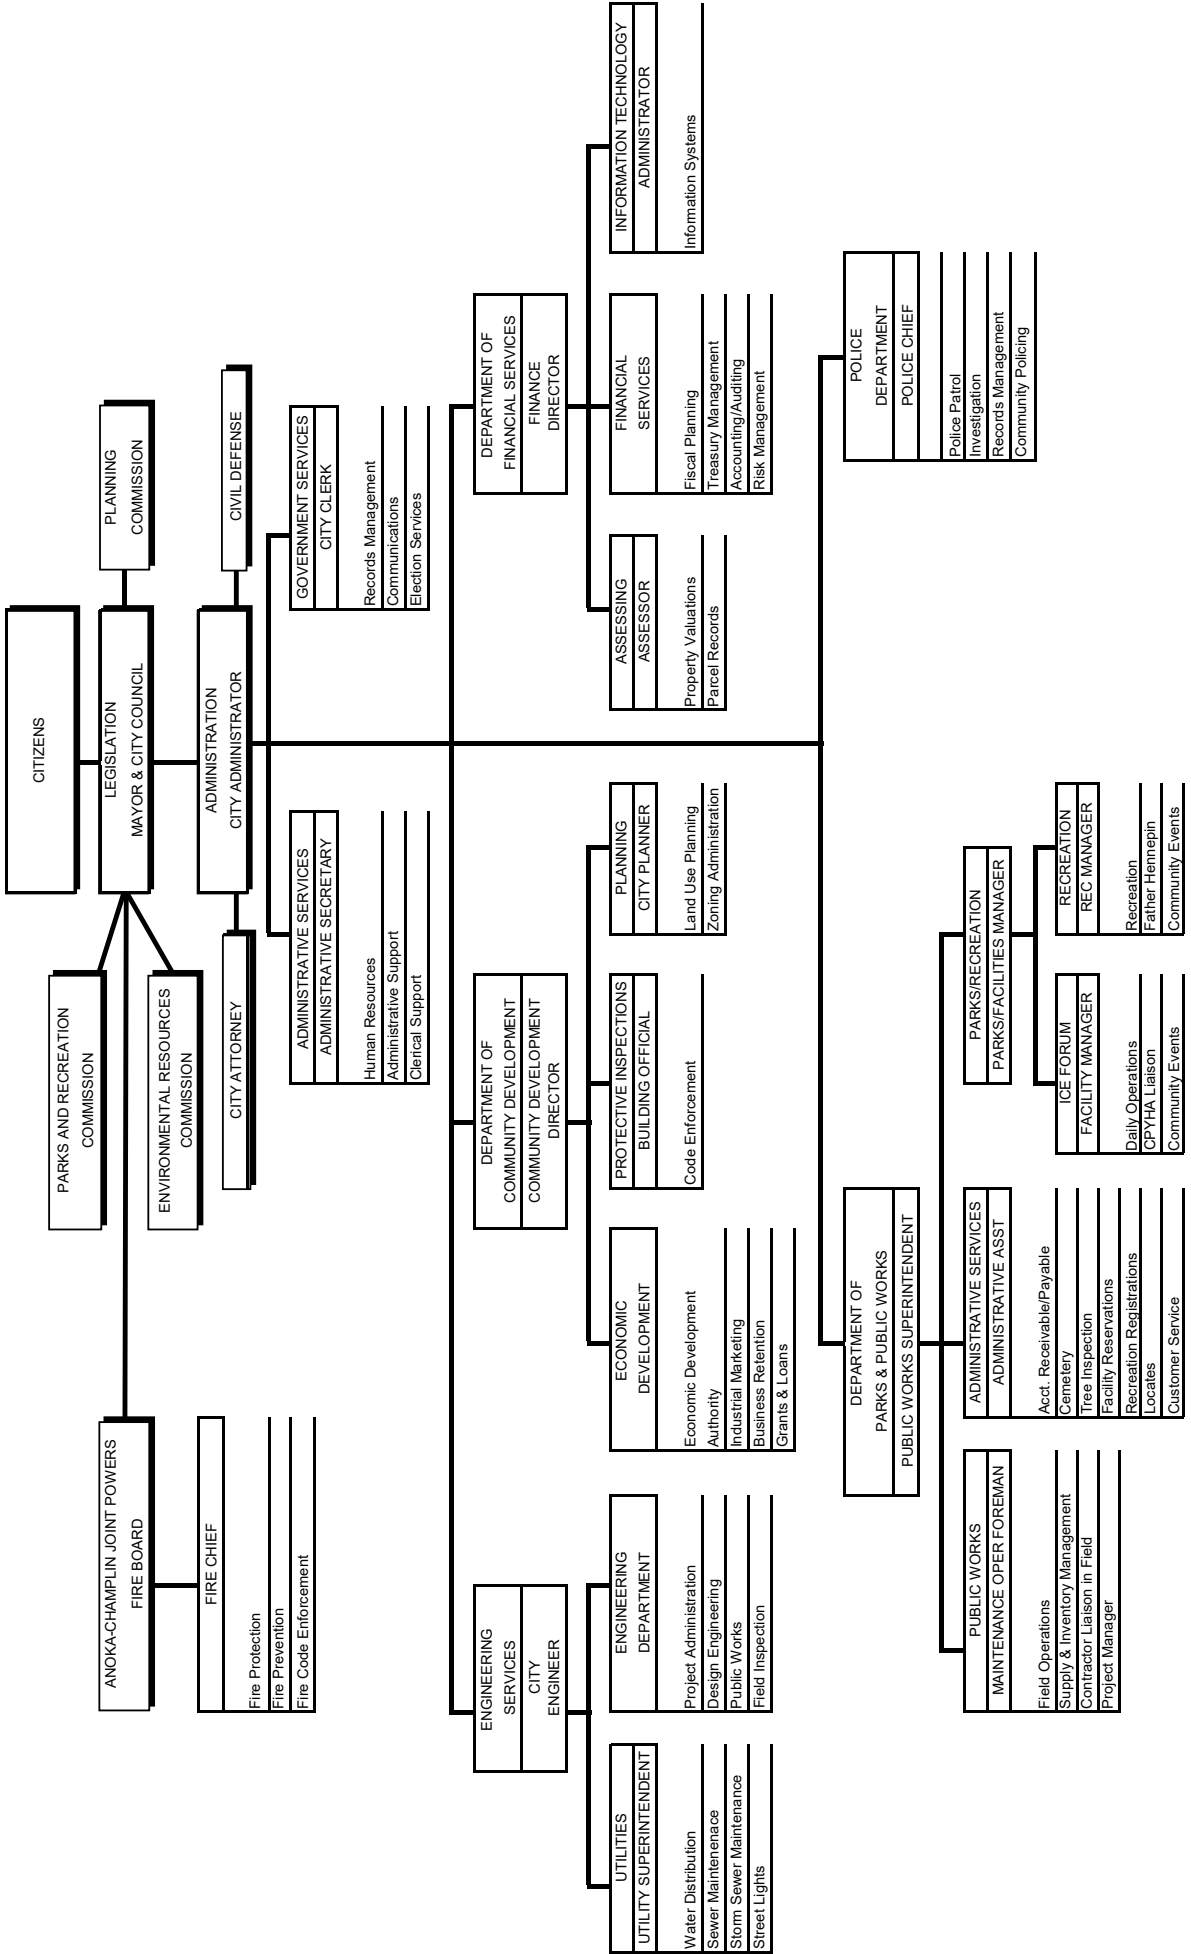 CITIZENS
PARKS AND RECREATION
COMMISSION
LEGISLATION
MAYOR & CITY COUNCIL
PLANNING
COMMISSION
ANOKA-CHAMPLIN JOINT POWERS
FIRE BOARD
ENVIRONMENTAL RESOURCES
COMMISSION
FIRE CHIEF
Fire Protection
Fire Prevention
Fire Code Enforcement
CITY ATTORNEY
ADMINISTRATION
CITY ADMINISTRATOR
CIVIL DEFENSE
ADMINISTRATIVE SERVICES
ADMINISTRATIVE SECRETARY
Human Resources
Administrative Support
Clerical Support
GOVERNMENT SERVICES
CITY CLERK
Records Management
Communications
Election Services
ENGINEERING
SERVICES
CITY
ENGINEER
DEPARTMENT OF
COMMUNITY DEVELOPMENT
COMMUNITY DEVELOPMENT
DIRECTOR
DEPARTMENT OF
FINANCIAL SERVICES
FINANCE
DIRECTOR
UTILITIES
UTILITY SUPERINTENDENT
Water Distribution
Sewer Maintenenace
Storm Sewer Maintenance
Street Lights
ENGINEERING
DEPARTMENT
Project Administration
Design Engineering
Public Works
Field Inspection
ECONOMIC
DEVELOPMENT
Economic Development
Authority
Industrial Marketing
Business Retention
Grants & Loans
PROTECTIVE INSPECTIONS
BUILDING OFFICIAL
Code Enforcement
PLANNING
CITY PLANNER
Land Use Planning
Zoning Administration
ASSESSING
ASSESSOR
Property Valuations
Parcel Records
FINANCIAL
SERVICES
Fiscal Planning
Treasury Management
Accounting/Auditing
Risk Management
INFORMATION TECHNOLOGY
ADMINISTRATOR
Information Systems
DEPARTMENT OF
PARKS & PUBLIC WORKS
PUBLIC WORKS SUPERINTENDENT
POLICE
DEPARTMENT
POLICE CHIEF
Police Patrol
Investigation
Records Management
Community Policing
PUBLIC WORKS
MAINTENANCE OPER FOREMAN
Field Operations
Supply & Inventory Management
Contractor Liaison in Field
Project Manager
ADMINISTRATIVE SERVICES
ADMINISTRATIVE ASST
Acct. Receivable/Payable
Cemetery
Tree Inspection
Facility Reservations
Recreation Registrations
Locates
Customer Service
PARKS/RECREATION
PARKS/FACILITIES MANAGER
ICE FORUM
FACILITY MANAGER
Daily Operations
CPYHA Liaison
Community Events
RECREATION
REC MANAGER
Recreation
Father Hennepin
Community Events